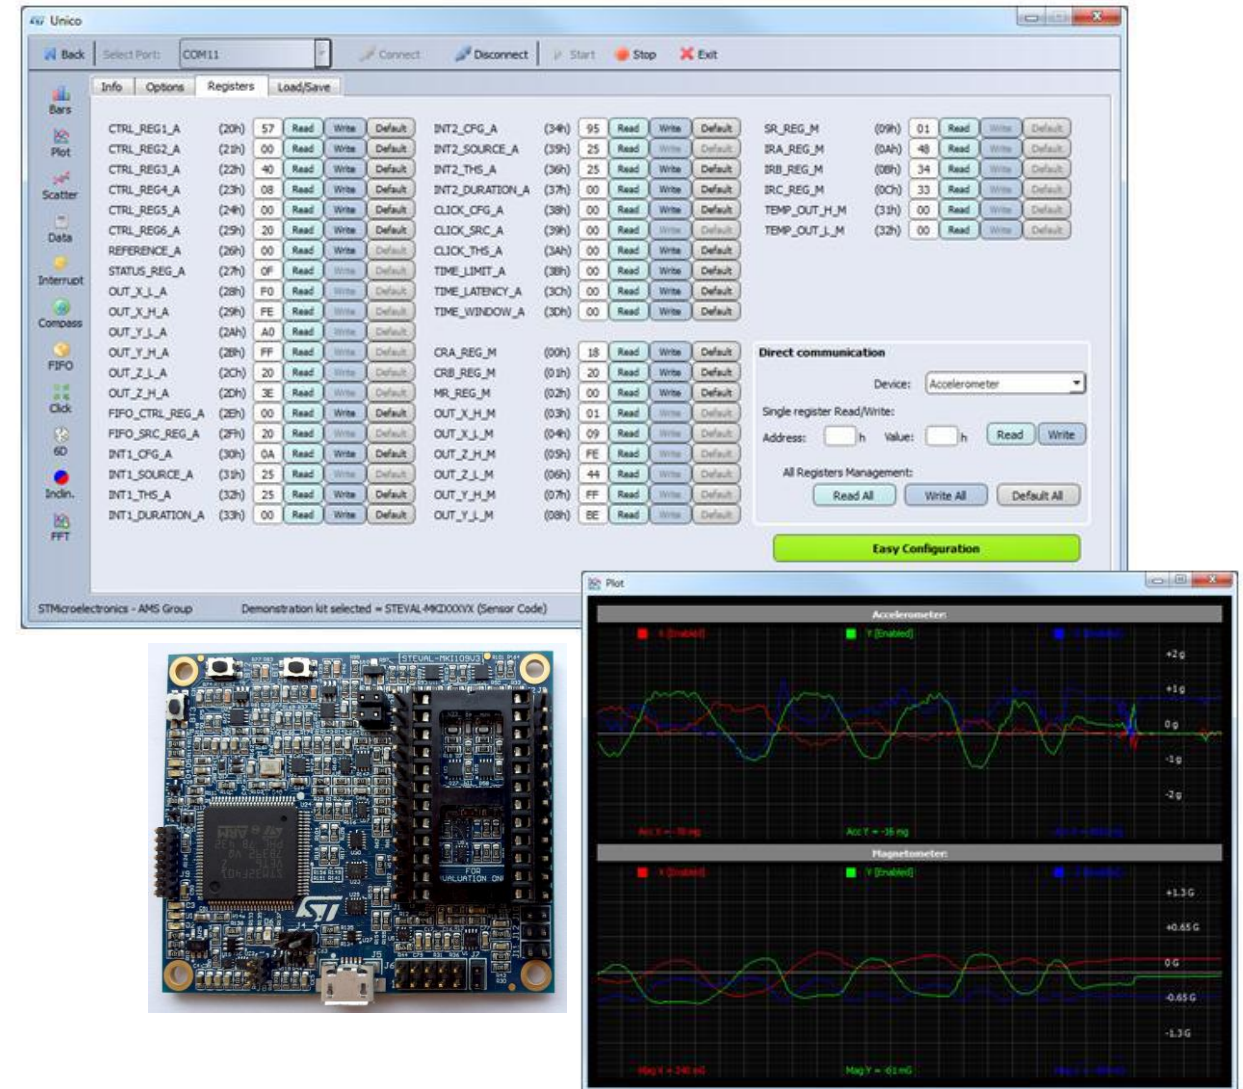 Unico
Back Select Port: COM11 Connect Disconnect Start Stop Exit
Info Options Registers Load/Save
Bars
Plot
Scatter
Data
Interrupt
Compass
FIFO
Click
6D
Inclin.
FFT
CTRL_REG1_A (20h) 57 Read Write Default
CTRL_REG2_A (21h) 00 Read Write Default
CTRL_REG3_A (22h) 40 Read Write Default
CTRL_REG4_A (23h) 08 Read Write Default
CTRL_REG5_A (24h) 00 Read Write Default
CTRL_REG6_A (25h) 20 Read Write Default
REFERENCE_A (26h) 00 Read Write Default
STATUS_REG_A (27h) 0F Read Write Default
OUT_X_L_A (28h) F0 Read Write Default
OUT_X_H_A (29h) FE Read Write Default
OUT_Y_L_A (2Ah) A0 Read Write Default
OUT_Y_H_A (2Bh) FF Read Write Default
OUT_Z_L_A (2Ch) 20 Read Write Default
OUT_Z_H_A (2Dh) 3E Read Write Default
FIFO_CTRL_REG_A (2Eh) 00 Read Write Default
FIFO_SRC_REG_A (2Fh) 20 Read Write Default
INT1_CFG_A (30h) 0A Read Write Default
INT1_SOURCE_A (31h) 25 Read Write Default
INT1_THS_A (32h) 25 Read Write Default
INT1_DURATION_A (33h) 00 Read Write Default
INT2_CFG_A (34h) 95 Read Write Default
INT2_SOURCE_A (35h) 25 Read Write Default
INT2_THS_A (36h) 25 Read Write Default
INT2_DURATION_A (37h) 00 Read Write Default
CLICK_CFG_A (38h) 00 Read Write Default
CLICK_SRC_A (39h) 00 Read Write Default
CLICK_THS_A (3Ah) 00 Read Write Default
TIME_LIMIT_A (3Bh) 00 Read Write Default
TIME_LATENCY_A (3Ch) 00 Read Write Default
TIME_WINDOW_A (3Dh) 00 Read Write Default
CRA_REG_M (00h) 18 Read Write Default
CRB_REG_M (01h) 20 Read Write Default
MR_REG_M (02h) 00 Read Write Default
OUT_X_H_M (03h) 01 Read Write Default
OUT_X_L_M (04h) 09 Read Write Default
OUT_Z_H_M (05h) FE Read Write Default
OUT_Z_L_M (06h) 44 Read Write Default
OUT_Y_H_M (07h) FF Read Write Default
OUT_Y_L_M (08h) BE Read Write Default
SR_REG_M (09h) 01 Read Write Default
IRA_REG_M (0Ah) 48 Read Write Default
IRB_REG_M (0Bh) 34 Read Write Default
IRC_REG_M (0Ch) 33 Read Write Default
TEMP_OUT_H_M (31h) 00 Read Write Default
TEMP_OUT_L_M (32h) 00 Read Write Default
Direct communication
Device: Accelerometer
Single register Read/Write:
Address: h Value: h Read Write
All Registers Management:
Read All Write All Default All
Easy Configuration
STMicroelectronics - AMS Group Demonstration kit selected = STEVAL-MKIXXXVX (Sensor Code)
Plot
Accelerometer:
X [Enabled] Y [Enabled]
+2 g
+1 g
0 g
-1 g
-2 g
Acc Y = -16 mg
Magnetometer:
X [Enabled] Y [Enabled]
+1.3 G
+0.65 G
0 G
-0.65 G
-1.3 G
Mag X = 240 mG Mag Y = -61 mG
STEVAL-MKI109V3
ST
ARM
FOR
EVALUATION ON
J5
J6
J7